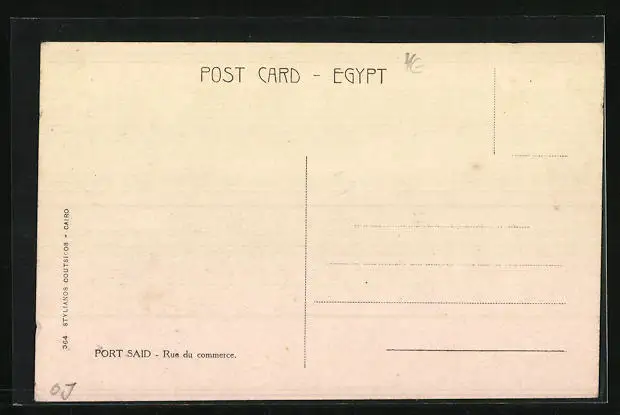 POST CARD - EGYPT
364 STYLIANOS COUTSICOS - CAIRO
PORT SAID - Rue du commerce.